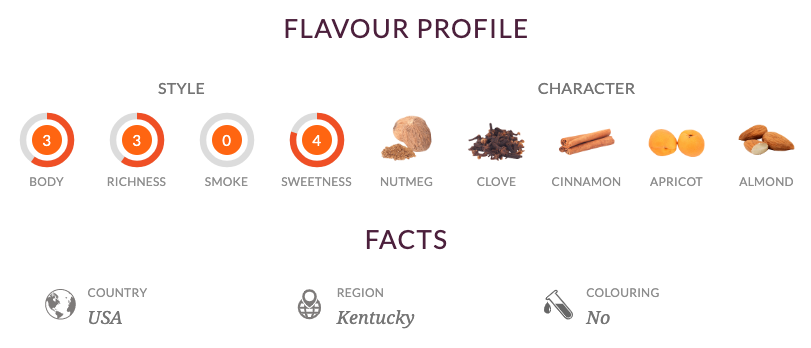 FLAVOUR PROFILE
STYLE
CHARACTER
3
3
0
4
BODY
RICHNESS
SMOKE
SWEETNESS
NUTMEG
CLOVE
CINNAMON
APRICOT
ALMOND
FACTS
COUNTRY
USA
REGION
Kentucky
COLOURING
No